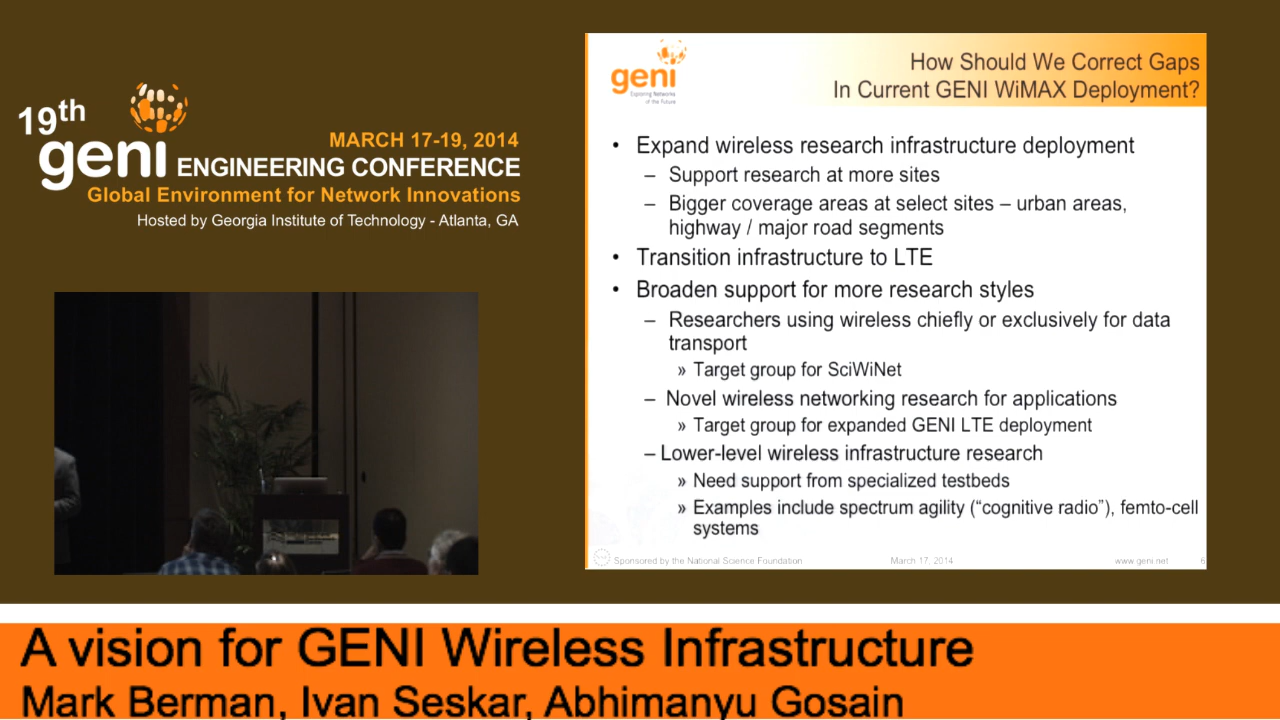 19th
geni
MARCH 17-19, 2014
ENGINEERING CONFERENCE
Global Environment for Network Innovations
Hosted by Georgia Institute of Technology - Atlanta, GA
geni
Exploring Networks
of the Future
How Should We Correct Gaps
In Current GENI WiMAX Deployment?
• Expand wireless research infrastructure deployment
– Support research at more sites
– Bigger coverage areas at select sites – urban areas,
highway / major road segments
• Transition infrastructure to LTE
• Broaden support for more research styles
– Researchers using wireless chiefly or exclusively for data
transport
» Target group for SciWiNet
– Novel wireless networking research for applications
» Target group for expanded GENI LTE deployment
– Lower-level wireless infrastructure research
» Need support from specialized testbeds
» Examples include spectrum agility (“cognitive radio”), femto-cell
systems
Sponsored by the National Science Foundation March 17, 2014 www.geni.net 6
A vision for GENI Wireless Infrastructure
Mark Berman, Ivan Seskar, Abhimanyu Gosain